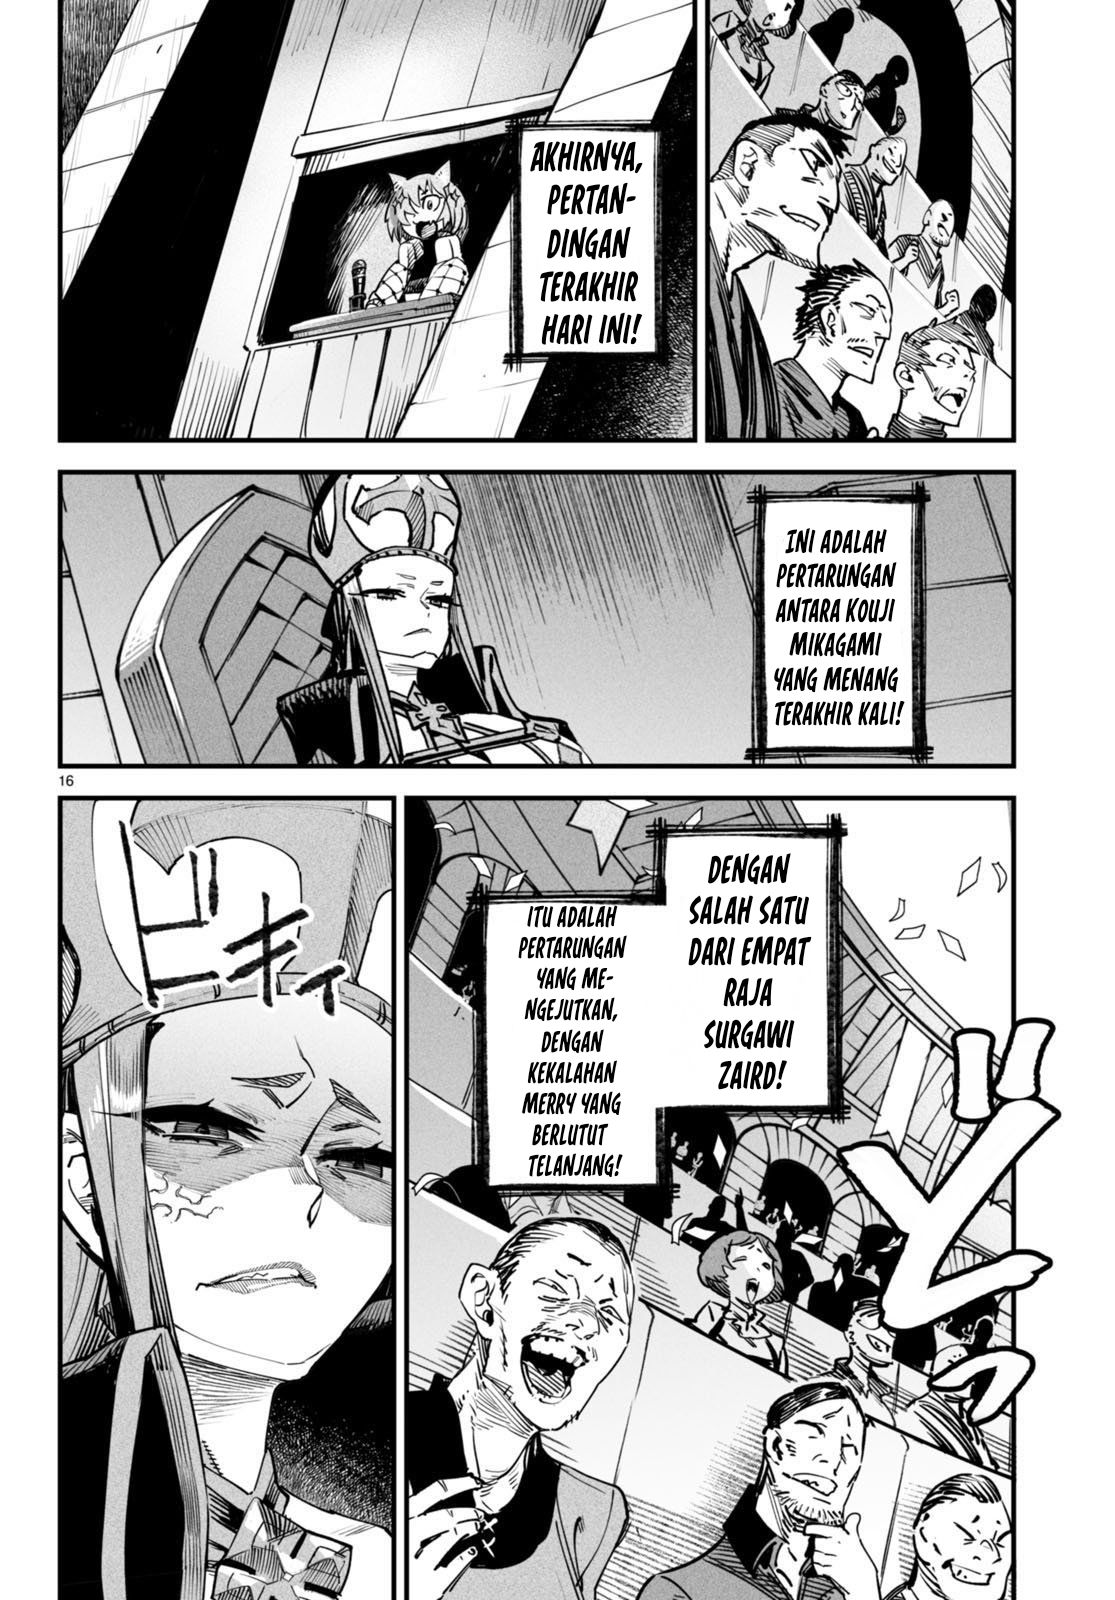 AKHIRNYA,
PERTAN-
DINGAN
TERAKHIR
HARI INI!
INI ADALAH
PERTARUNGAN
ANTARA KOUJI
MIKAGAMI
YANG MENANG
TERAKHIR KALI!
16
DENGAN
SALAH SATU
DARI EMPAT
RAJA
SURGAWI
ZAIRD!
ITU ADALAH
PERTARUNGAN
YANG ME-
NGEJUTKAN,
DENGAN
KEKALAHAN
MERRY YANG
BERLUTUT
TELANJANG!
ビキィ
ドッ